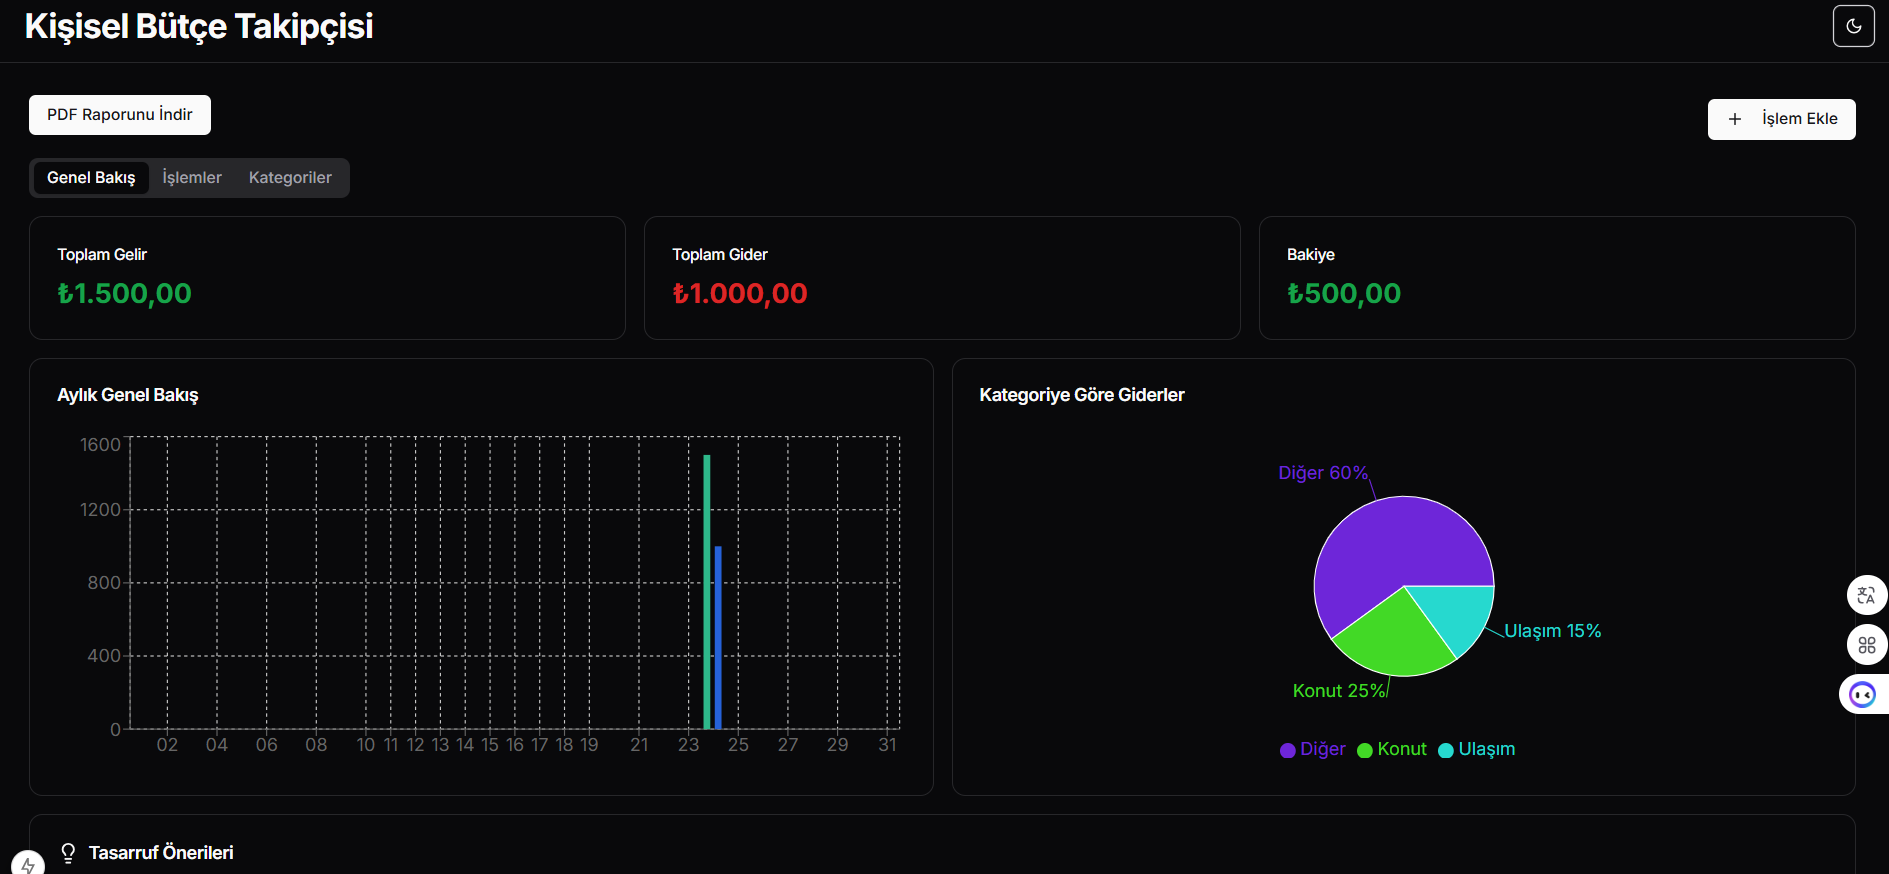 Kişisel Bütçe Takipçisi
PDF Raporunu İndir
+ İşlem Ekle
Genel Bakış İşlemler Kategoriler
Toplam Gelir
₺1.500,00
Toplam Gider
₺1.000,00
Bakiye
₺500,00
Aylık Genel Bakış
1600
1200
800
400
0
02 04 06 08 10 11 12 13 14 15 16 17 18 19 21 23 25 27 29 31
Kategoriye Göre Giderler
Diğer 60%
Ulaşım 15%
Konut 25%
Diğer Konut Ulaşım
Tasarruf Önerileri